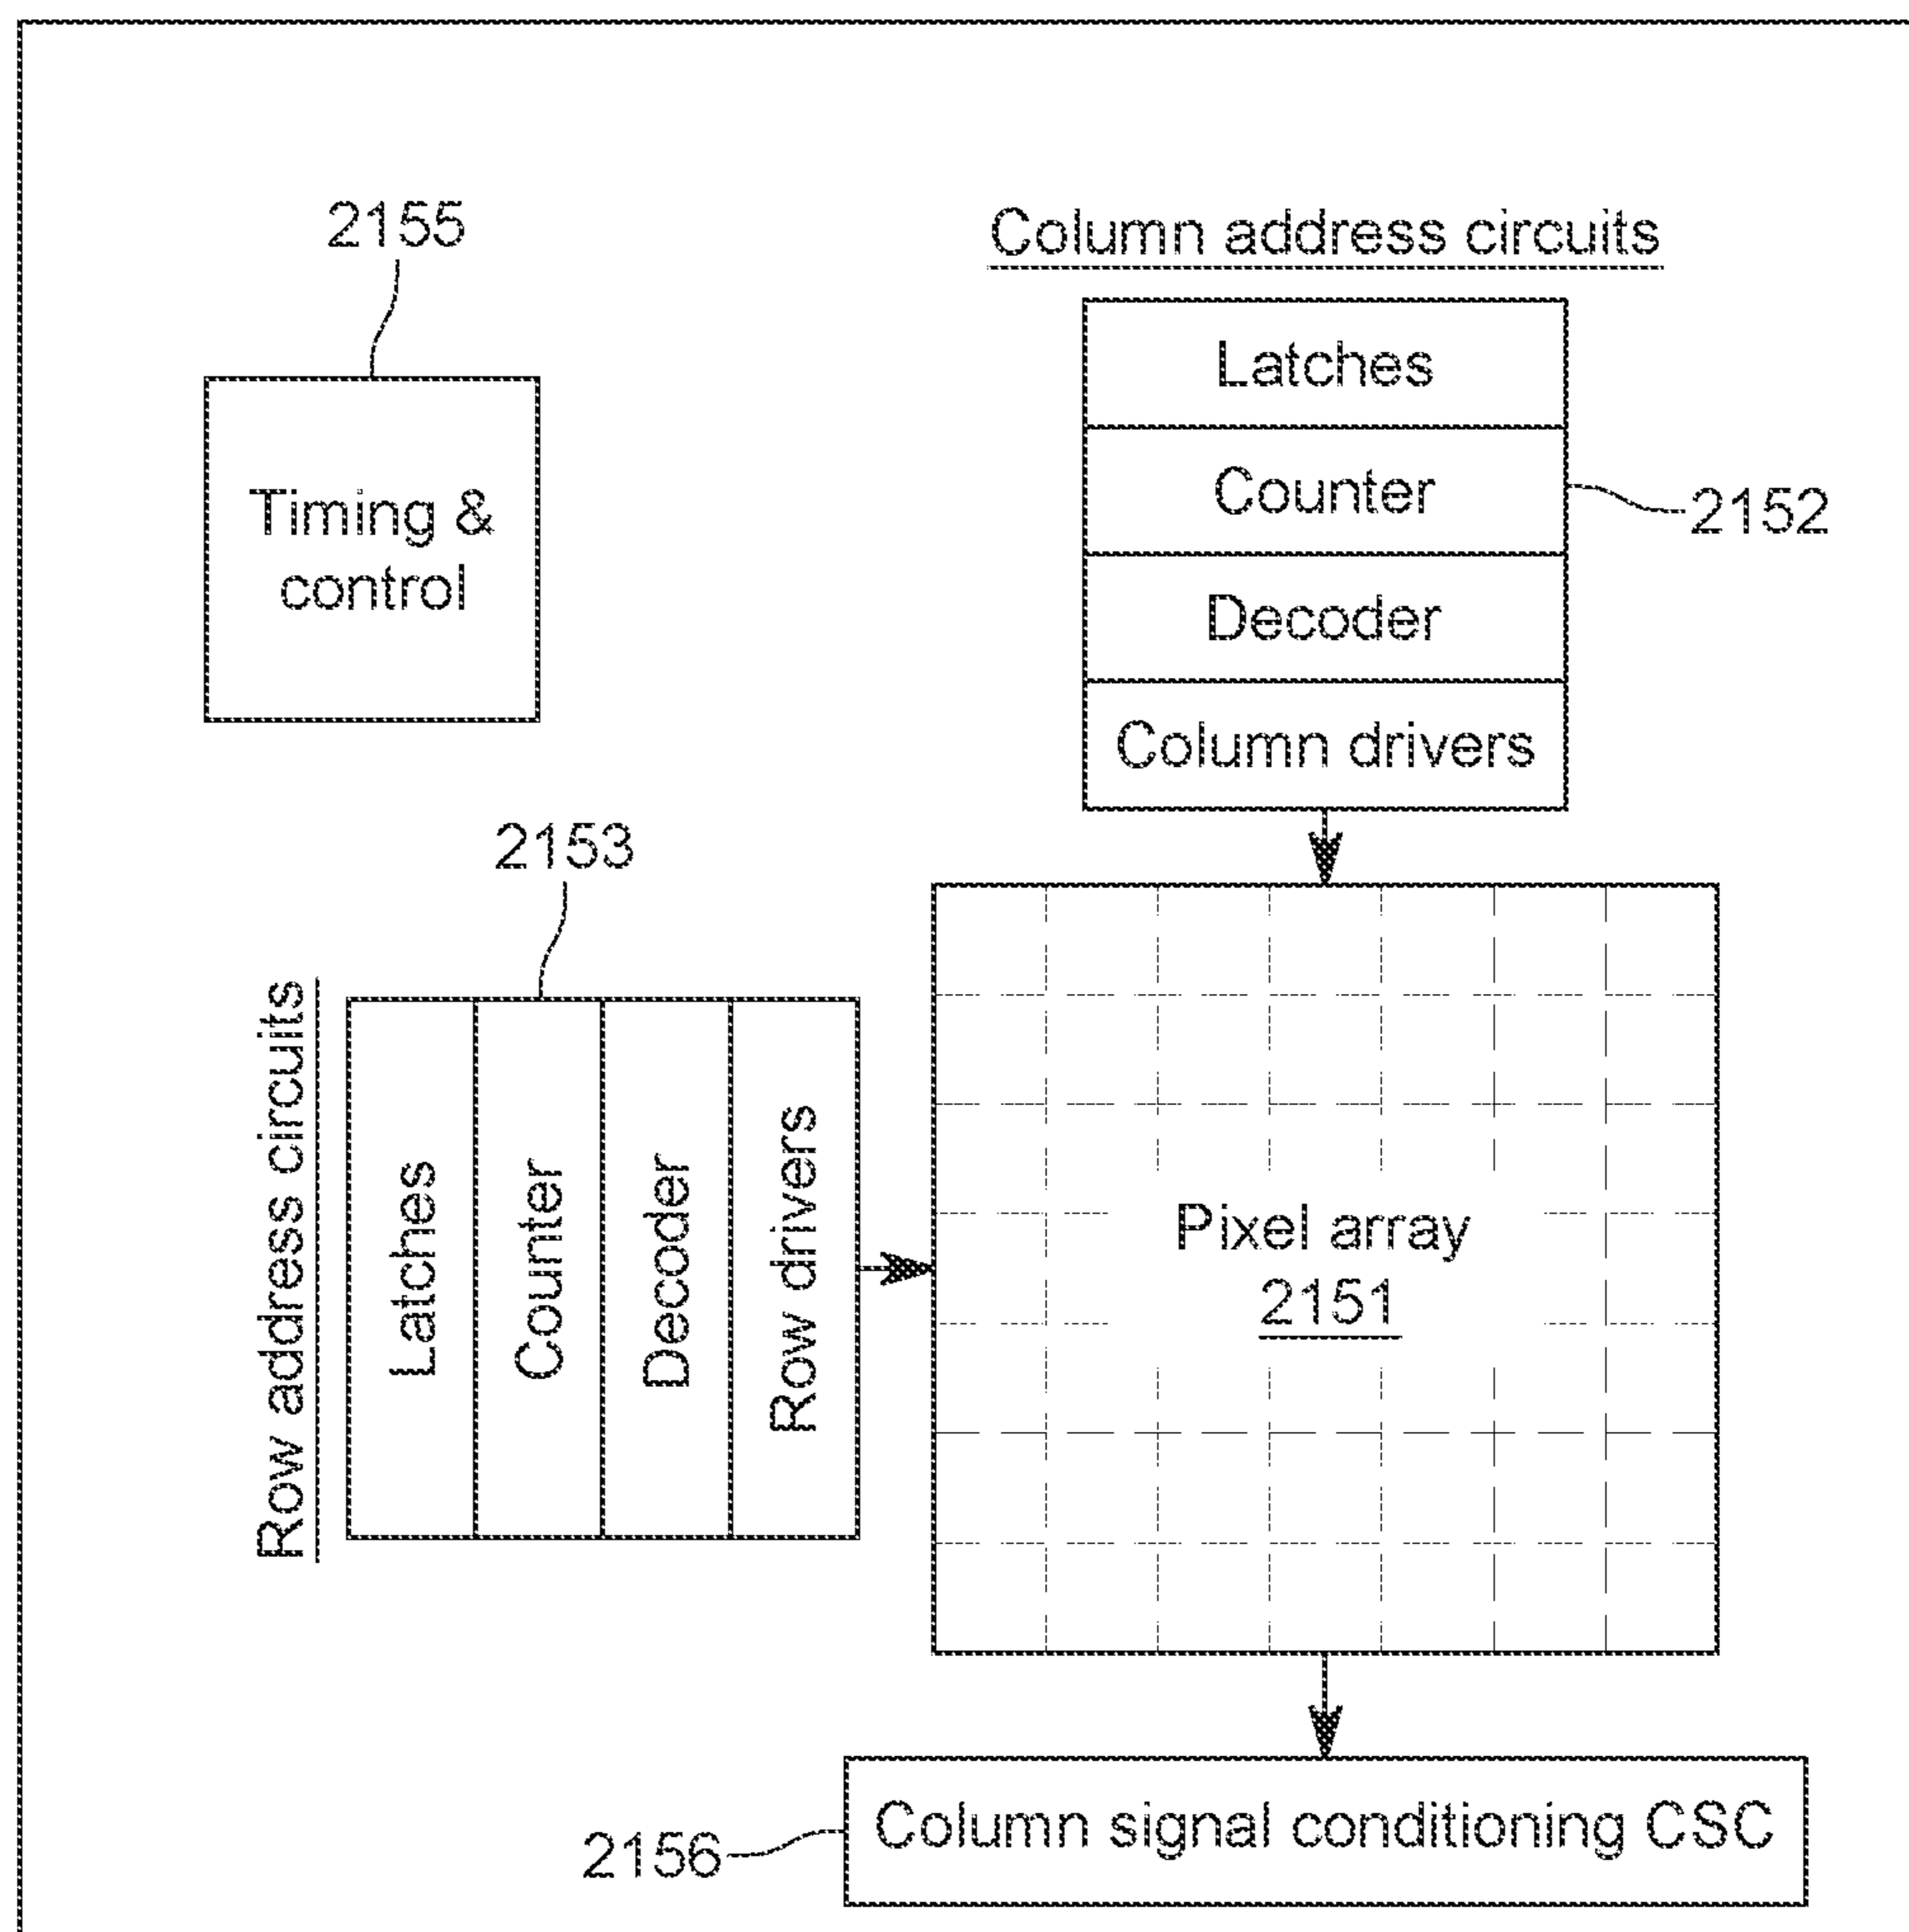 2155
Timing &
control
Column address circuits
Latches
Counter
Decoder
Column drivers
2152
2153
Row address circuits
Latches
Counter
Decoder
Row drivers
Pixel array
2151
Column signal conditioning CSC
2156